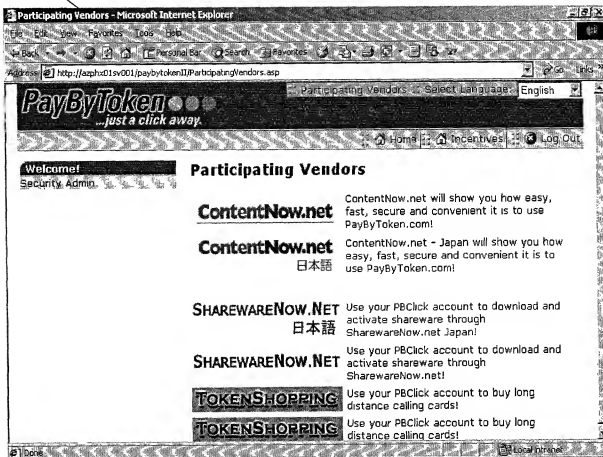 Participating Vendors - Microsoft Internet Explorer
File Edit View Favorites Tools Help
Back Personal Bar Search Favorites
Address http://azphx01sv001/paybytokenII/ParticipatingVendors.asp Go Links »
Participating Vendors :: Select Language: English
PayByToken
...just a click away.
:: Home :: Incentives :: Log Out
Welcome!
Security Admin
Participating Vendors
ContentNow.net
ContentNow.net will show you how easy,
fast, secure and convenient it is to use
PayByToken.com!
ContentNow.net
日本語
ContentNow.net - Japan will show you how
easy, fast, secure and convenient it is to
use PayByToken.com!
SHAREWARENOW.NET
日本語
Use your PBClick account to download and
activate shareware through
SharewareNow.net Japan!
SHAREWARENOW.NET
Use your PBClick account to download and
activate shareware through
SharewareNow.net!
TOKENSHOPPING
Use your PBClick account to buy long
distance calling cards!
TOKENSHOPPING
Use your PBClick account to buy long
distance calling cards!
Done Local intranet